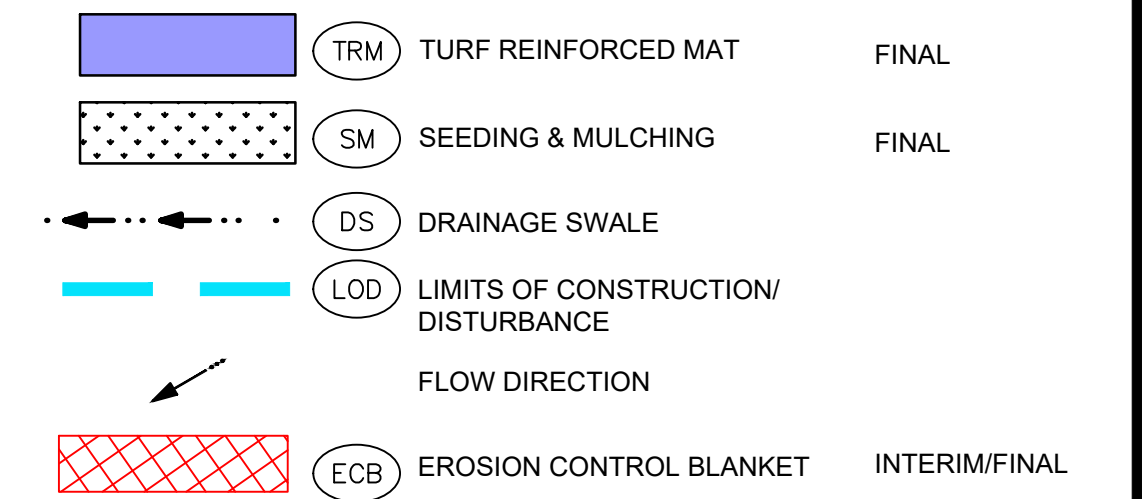 TRM TURF REINFORCED MAT FINAL
SM SEEDING & MULCHING FINAL
DS DRAINAGE SWALE
LOD LIMITS OF CONSTRUCTION/
DISTURBANCE
FLOW DIRECTION
ECB EROSION CONTROL BLANKET INTERIM/FINAL